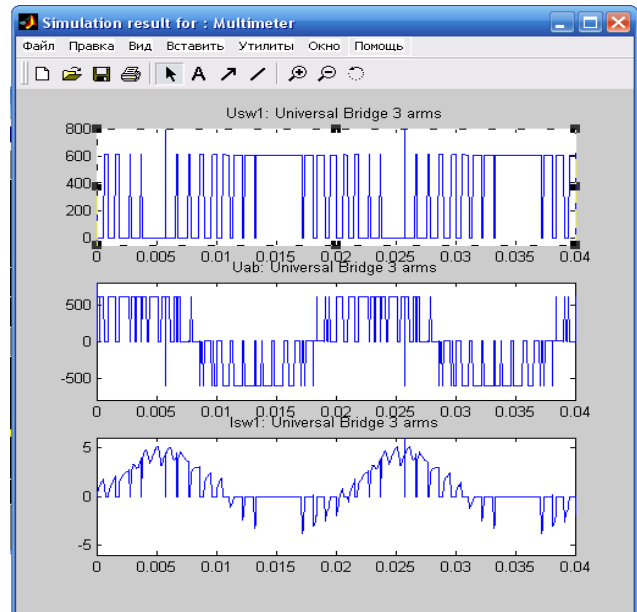 Simulation result for : Multimeter
Файл Правка Вид Вставить Утилиты Окно Помощь
A
Usw1: Universal Bridge 3 arms
800
600
400
200
0
0 0.005 0.01 0.015 0.02 0.025 0.03 0.035 0.04
Uab: Universal Bridge 3 arms
500
0
-500
0 0.005 0.01 0.015 0.02 0.025 0.03 0.035 0.04
Isw1: Universal Bridge 3 arms
5
0
-5
0 0.005 0.01 0.015 0.02 0.025 0.03 0.035 0.04